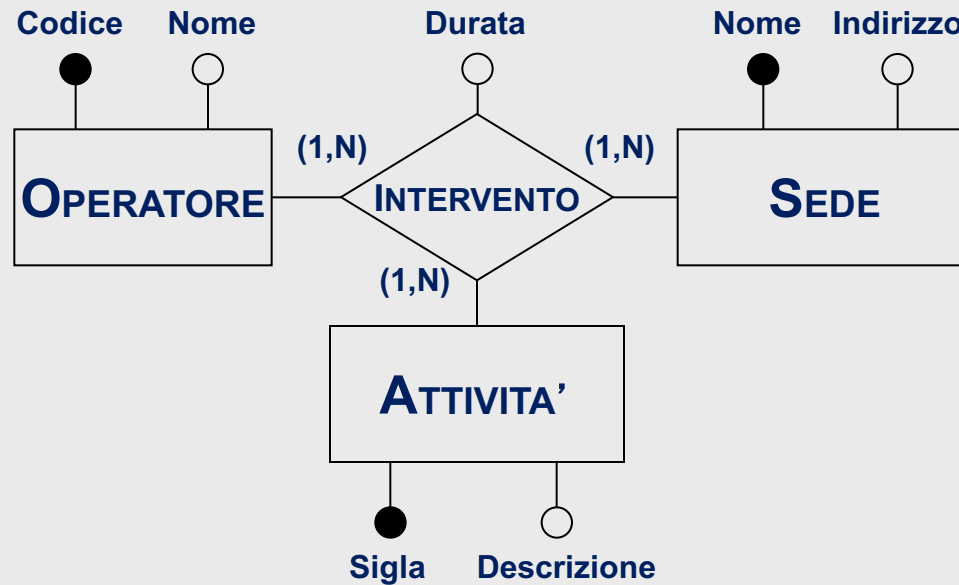 Codice Nome Durata Nome Indirizzo
(1,N) (1,N)
OPERATORE INTERVENTO SEDE
(1,N)
ATTIVITA’
Sigla Descrizione